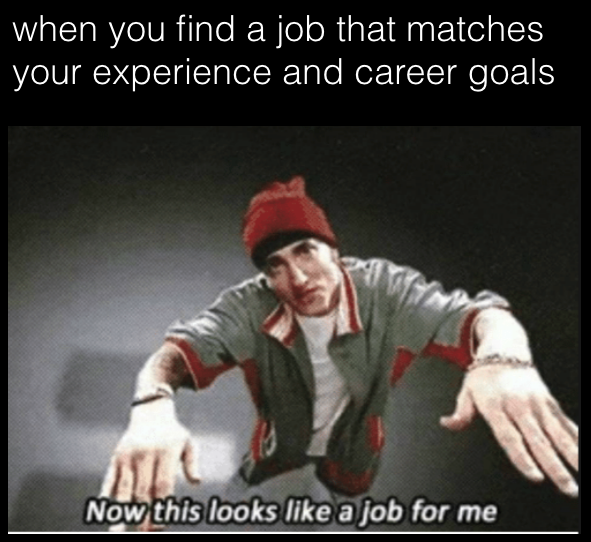 when you find a job that matches
your experience and career goals
Now this looks like a job for me